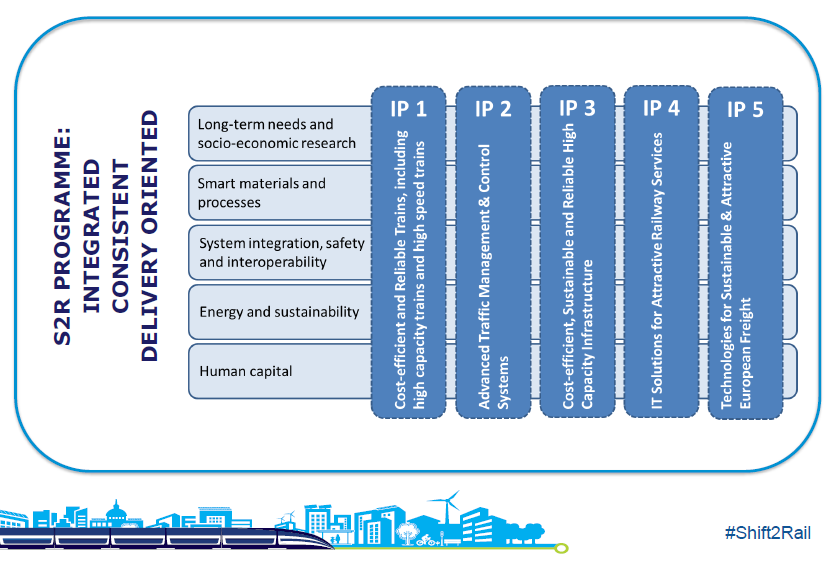 S2R PROGRAMME:
INTEGRATED
CONSISTENT
DELIVERY ORIENTED
Long-term needs and
socio-economic research
Smart materials and
processes
System integration, safety
and interoperability
Energy and sustainability
Human capital
IP 1
Cost-efficient and Reliable Trains, including
high capacity trains and high speed trains
IP 2
Advanced Traffic Management & Control
Systems
IP 3
Cost-efficient, Sustainable and Reliable High
Capacity Infrastructure
IP 4
IT Solutions for Attractive Railway Services
IP 5
Technologies for Sustainable & Attractive
European Freight
#Shift2Rail